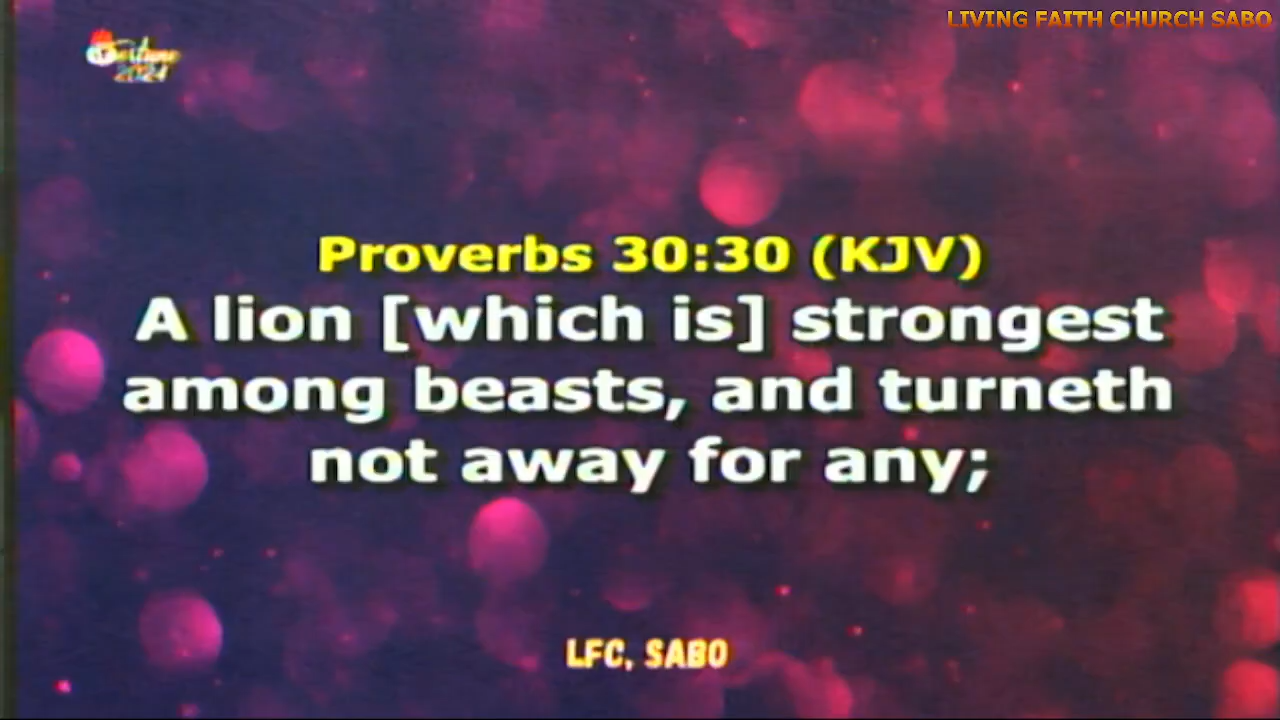 LIVING FAITH CHURCH SABO
2024
Proverbs 30:30 (KJV)
A lion [which is] strongest
among beasts, and turneth
not away for any;
LFC, SABO